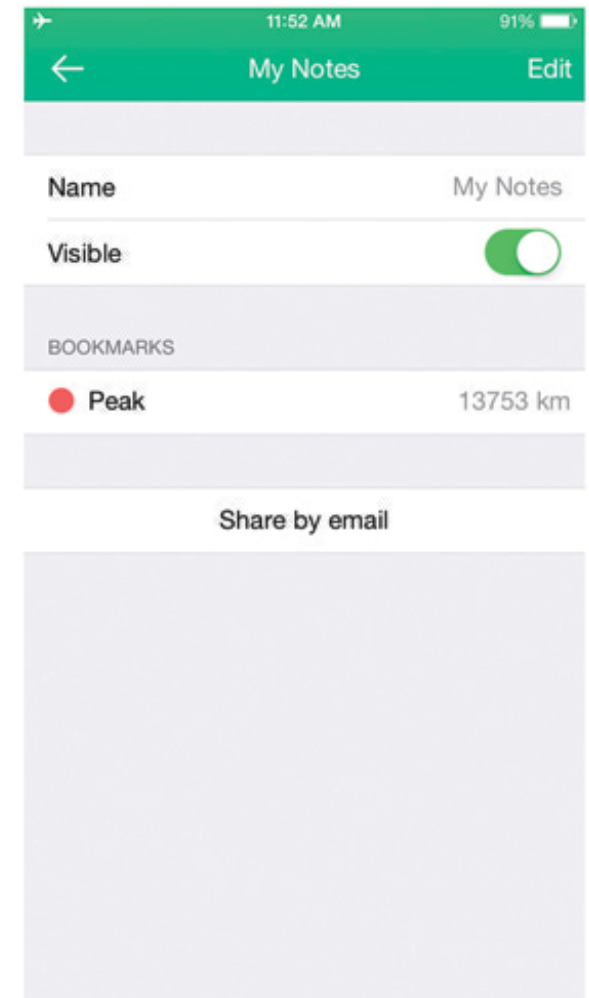 11:52 AM 91%
My Notes Edit
Name My Notes
Visible
BOOKMARKS
Peak 13753 km
Share by email